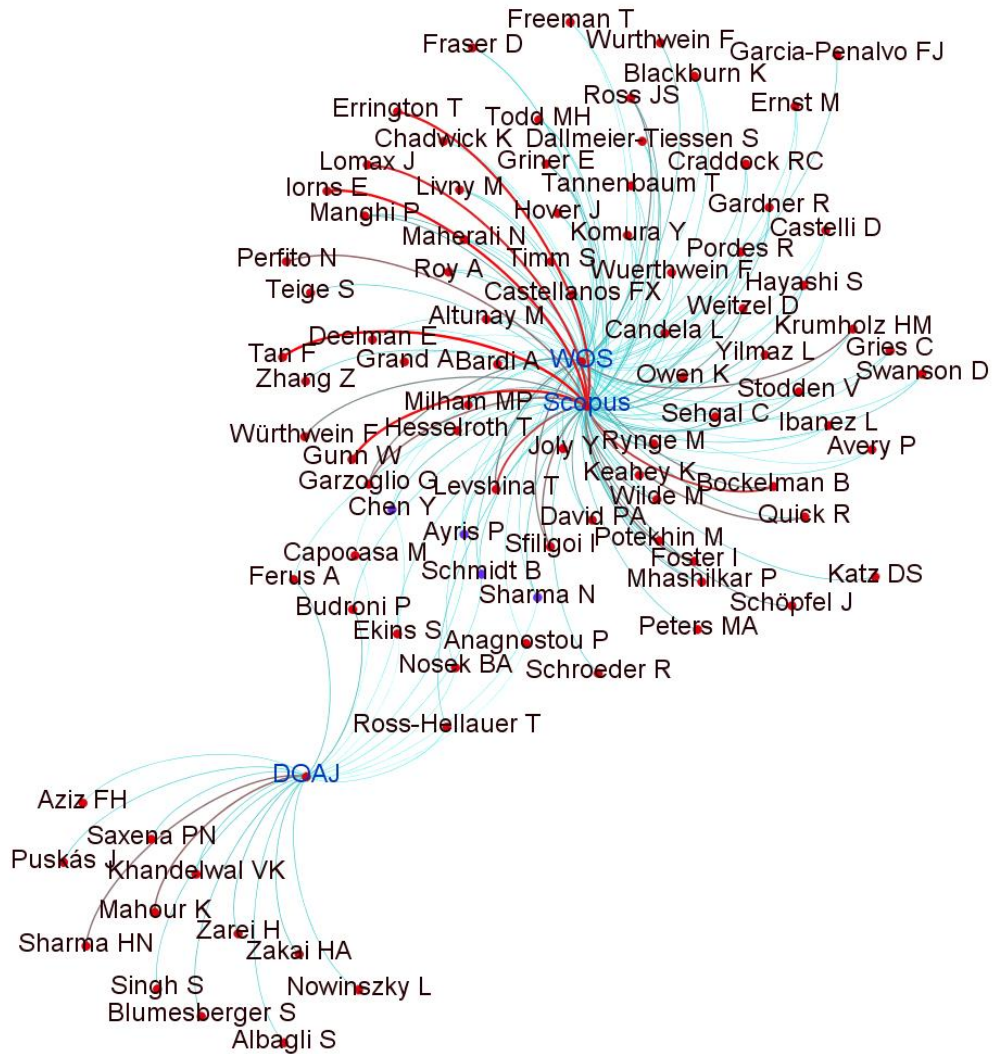 Freeman T
Fraser D
Wurthwein F
Garcia-Penalvo FJ
Blackburn K
Ross JS
Ernst M
Errington T
Todd MH
Chadwick K
Dallmeier-Tiessen S
Lomax J
Griner E
Craddock RC
Iorns E
Livny M
Tannenbaum T
Manghi P
Hover J
Gardner R
Maherali N
Komura Y
Castelli D
Perfito N
Roy A
Timm S
Pordes R
Teige S
Castellanos FX
Wuerthwein F
Hayashi S
Altunay M
Weitzel D
Deelman E
Candela L
Krumholz HM
Tan F
Grand A
Bardi A
WOS
Yilmaz L
Gries C
Zhang Z
Owen K
Swanson D
Milham MP
Scopus
Stodden V
Würthwein F
Hesselroth T
Sehgal C
Ibanez L
Gunn W
Joly Y
Rynge M
Avery P
Garzoglio G
Levshina T
Keahey K
Bockelman B
Chen Y
Wilde M
Quick R
Ayris P
David PA
Capocasa M
Sfiligoi I
Potekhin M
Ferus A
Schmidt B
Foster I
Katz DS
Budroni P
Sharma N
Mhashilkar P
Schöpfel J
Ekins S
Anagnostou P
Peters MA
Nosek BA
Schroeder R
Ross-Hellauer T
DOAJ
Aziz FH
Saxena PN
Puskás J
Khandelwal VK
Mahour K
Sharma HN
Zarei H
Zakai HA
Singh S
Nowinszky L
Blumesberger S
Albagli S